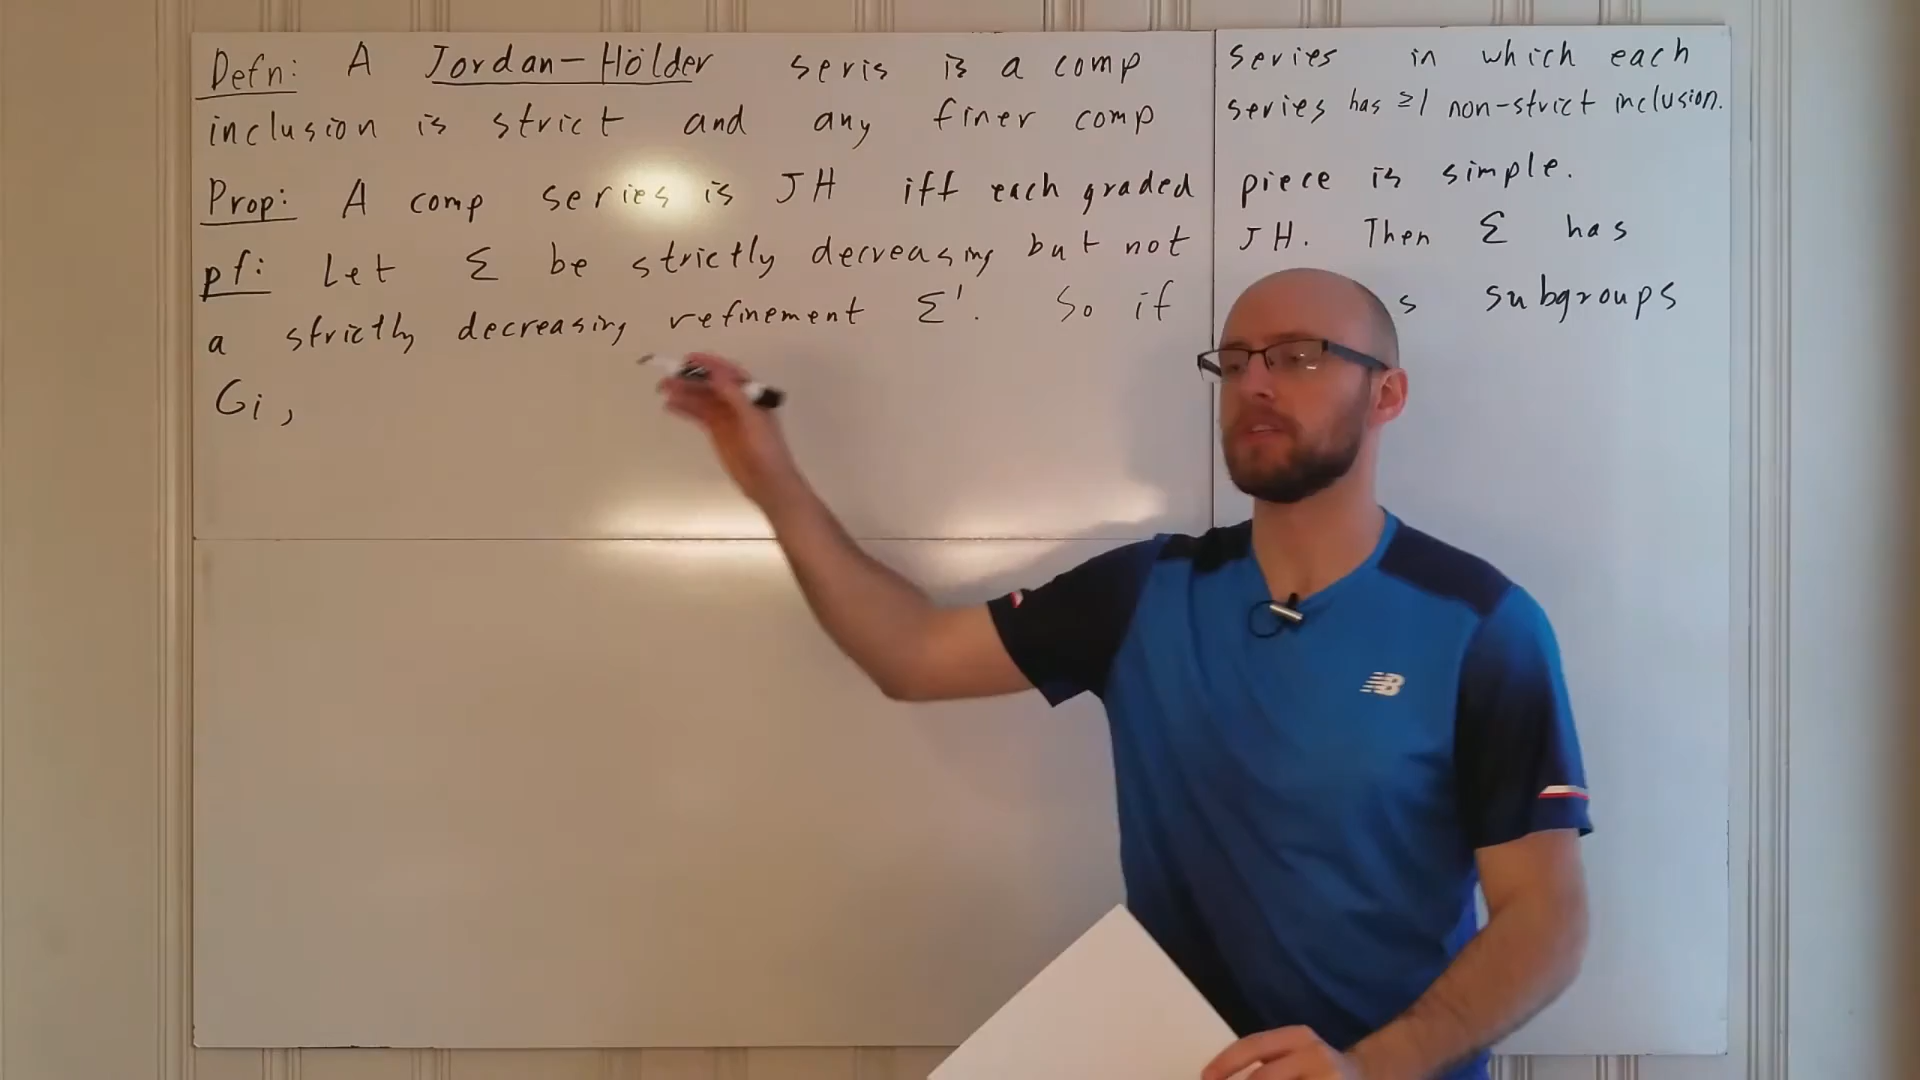 Defn: A Jordan-Hölder seris is a comp series in which each
inclusion is strict and any finer comp series has ≥1 non-strict inclusion.
Prop: A comp series is JH iff each graded piece is simple.
pf: Let Σ be strictly decreasing but not JH. Then Σ has
a strictly decreasing refinement Σ'. So if s subgroups
Gi,
NB